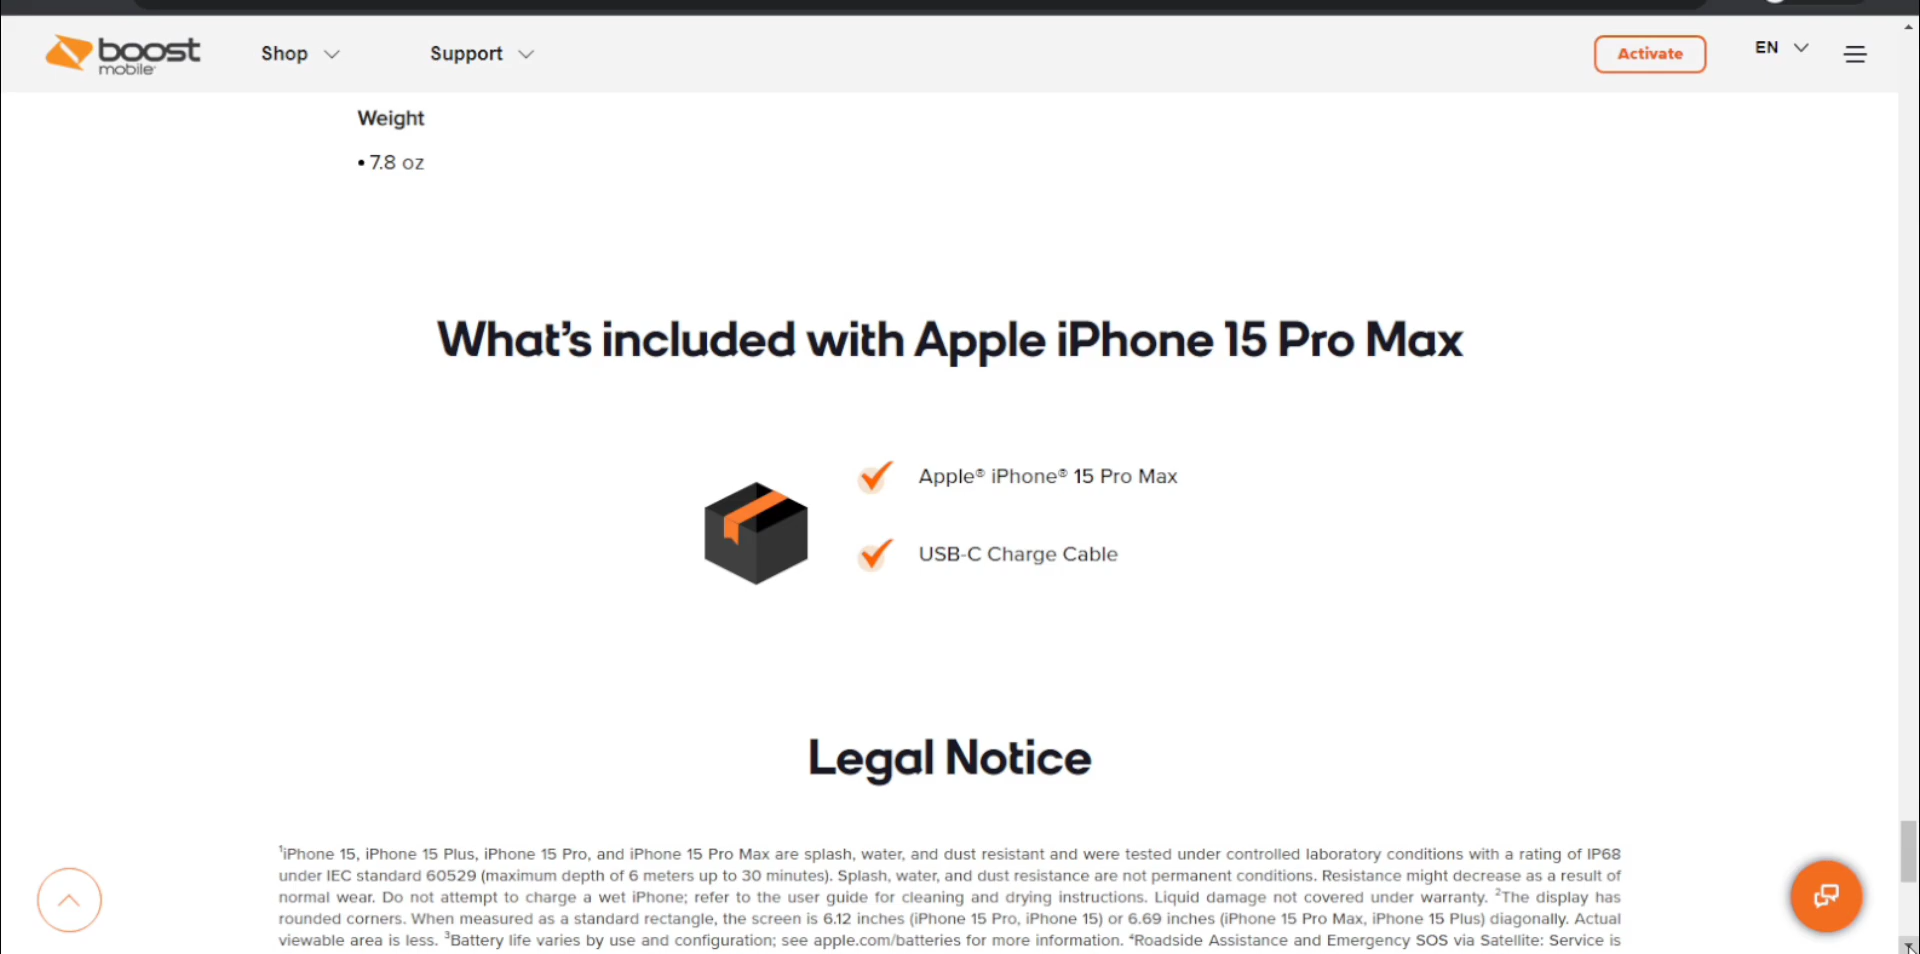 boost
mobile
Shop
Support
Activate
EN
Weight
• 7.8 oz
What's included with Apple iPhone 15 Pro Max
Apple® iPhone® 15 Pro Max
USB-C Charge Cable
Legal Notice
¹iPhone 15, iPhone 15 Plus, iPhone 15 Pro, and iPhone 15 Pro Max are splash, water, and dust resistant and were tested under controlled laboratory conditions with a rating of IP68
under IEC standard 60529 (maximum depth of 6 meters up to 30 minutes). Splash, water, and dust resistance are not permanent conditions. Resistance might decrease as a result of
normal wear. Do not attempt to charge a wet iPhone; refer to the user guide for cleaning and drying instructions. Liquid damage not covered under warranty. ²The display has
rounded corners. When measured as a standard rectangle, the screen is 6.12 inches (iPhone 15 Pro, iPhone 15) or 6.69 inches (iPhone 15 Pro Max, iPhone 15 Plus) diagonally. Actual
viewable area is less. ³Battery life varies by use and configuration; see apple.com/batteries for more information. ⁴Roadside Assistance and Emergency SOS via Satellite: Service is